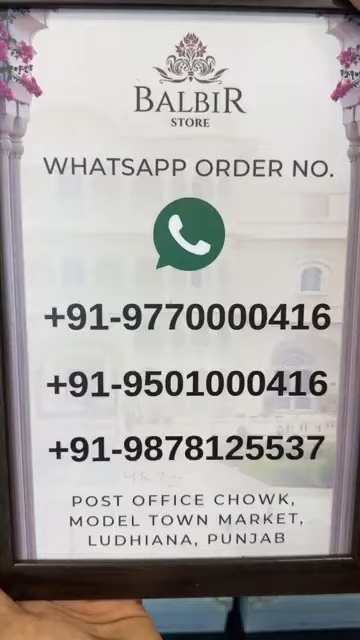 BALBIR
STORE
WHATSAPP ORDER NO.
+91-9770000416
+91-9501000416
+91-9878125537
POST OFFICE CHOWK,
MODEL TOWN MARKET,
LUDHIANA, PUNJAB